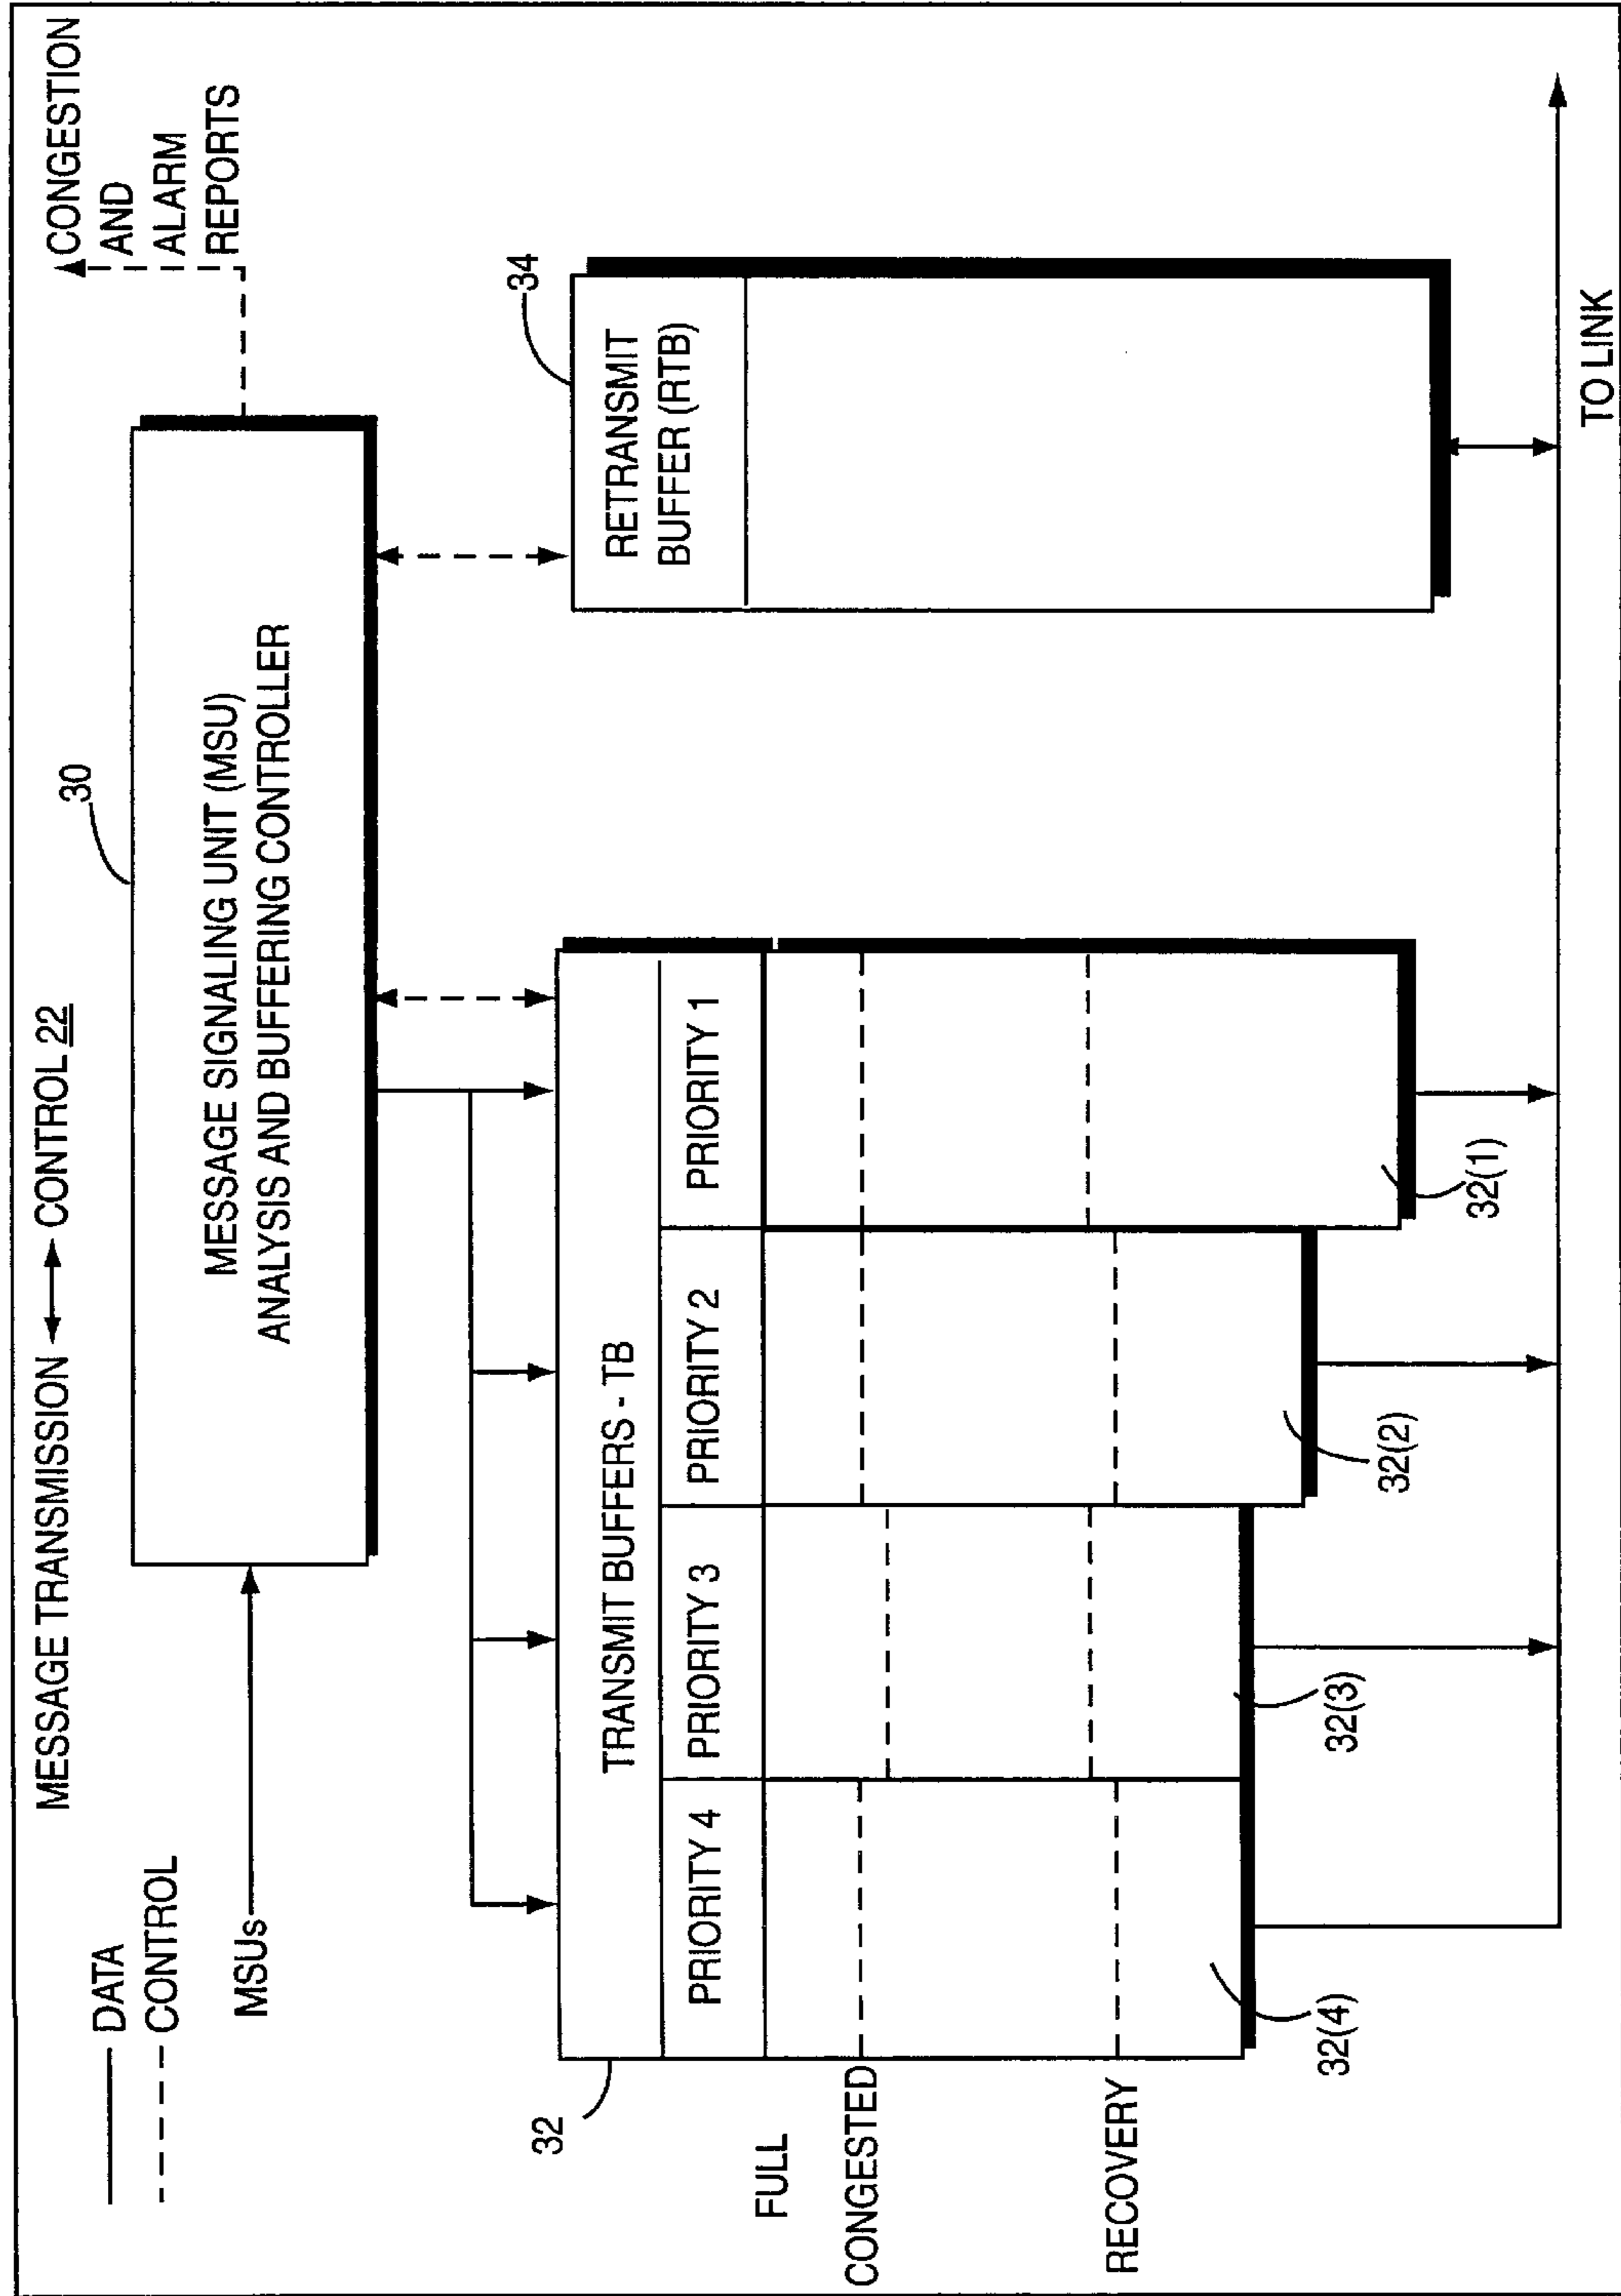 MESSAGE TRANSMISSION CONTROL 22
DATA
CONTROL
MSUs
30
MESSAGE SIGNALING UNIT (MSU)
ANALYSIS AND BUFFERING CONTROLLER
CONGESTION
AND
ALARM
REPORTS
32
TRANSMIT BUFFERS - TB
PRIORITY 4
PRIORITY 3
PRIORITY 2
PRIORITY 1
FULL
CONGESTED
RECOVERY
32(4)
32(3)
32(2)
32(1)
34
RETRANSMIT
BUFFER (RTB)
TO LINK